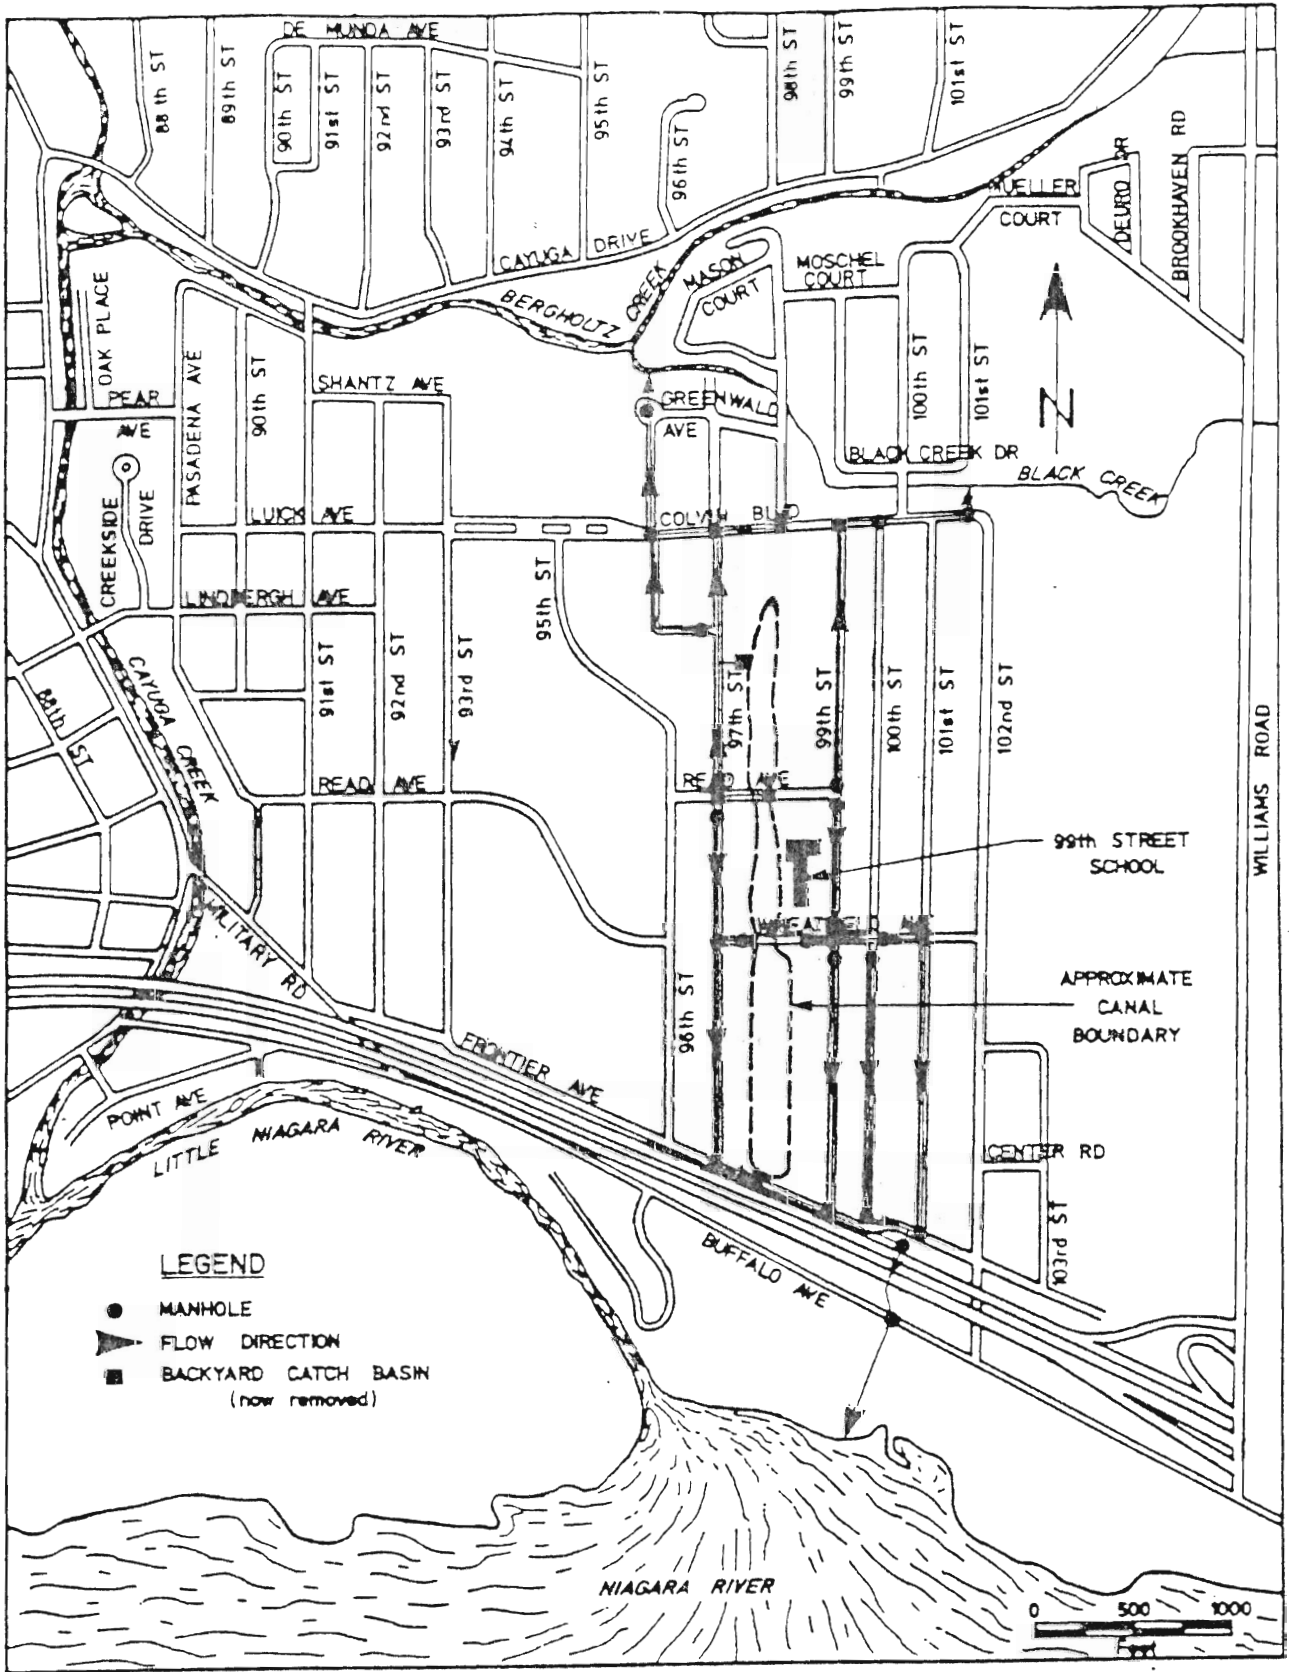 DE MUNDA AVE
88th ST
89th ST
90th ST
91st ST
92nd ST
93rd ST
94th ST
95th ST
96th ST
98th ST
99th ST
101st ST
MUELLER
COURT
DEURO DR
BROOKHAVEN RD
CAYUGA DRIVE
BERGHOLTZ
CREEK
MASON
COURT
MOSCHEL
COURT
OAK PLACE
PEAR
AVE
PASADENA AVE
90th ST
SHANTZ AVE
GREENWALD
AVE
100th ST
101st ST
N
BLACK CREEK DR
BLACK CREEK
CREEKSIDE
DRIVE
LUICK AVE
COLVIN BLVD
LINDBERGH AVE
95th ST
CAYUGA CREEK
88th ST
91st ST
92nd ST
93rd ST
97th ST
99th ST
100th ST
101st ST
102nd ST
WILLIAMS ROAD
READ AVE
READ AVE
99th STREET
SCHOOL
MILITARY RD
WHEATFIELD AVE
96th ST
APPROXIMATE
CANAL
BOUNDARY
FRONTIER AVE
POINT AVE
LITTLE NIAGARA RIVER
CENTER RD
103rd ST
BUFFALO AVE
LEGEND
MANHOLE
FLOW DIRECTION
BACKYARD CATCH BASIN
(now removed)
NIAGARA RIVER
0 500 1000